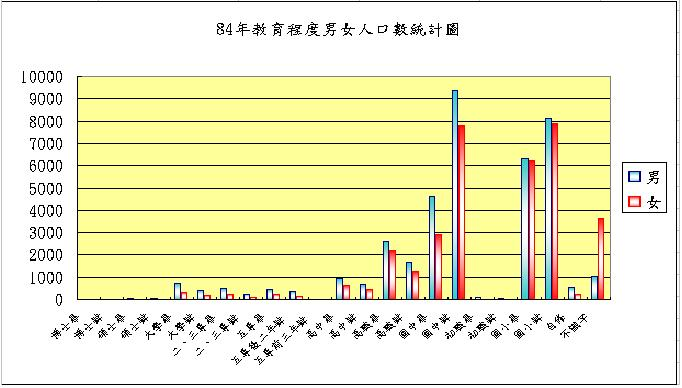 84年教育程度男女人口數統計圖
10000
9000
8000
7000
6000
5000
4000
3000
2000
1000
0
男
女
博士畢
博士肄
碩士畢
碩士肄
大學畢
大學肄
二、三專畢
二、三專肄
五專畢
五專後二年肄
五專前三年肄
高中畢
高中肄
高職畢
高職肄
國中畢
國中肄
初職畢
初職肄
國小畢
國小肄
自修
不識字